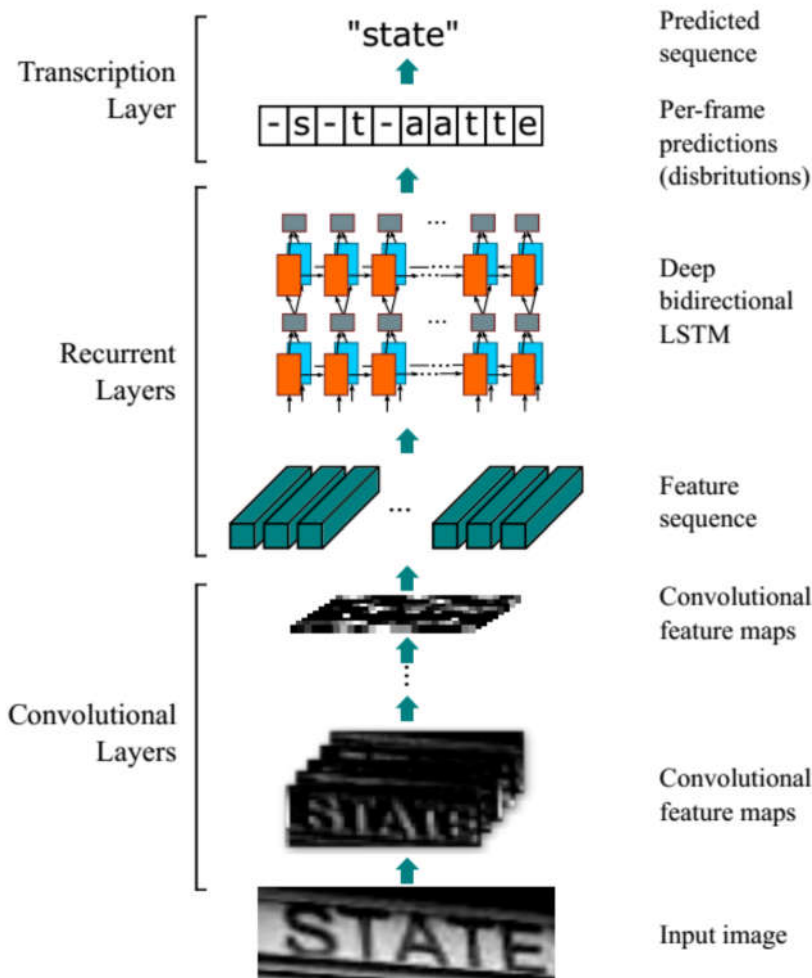 "state"
Predicted
sequence
Transcription
Layer
- s - t - a a t t e
Per-frame
predictions
(disbritutions)
...
Deep
bidirectional
LSTM
...
Recurrent
Layers
...
Feature
sequence
Convolutional
feature maps
Convolutional
Layers
STATE
Convolutional
feature maps
STATE
Input image